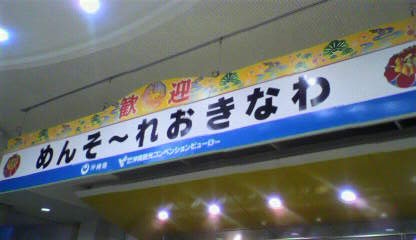 歓迎
めんそ〜れおきなわ
沖縄県 沖縄観光コンベンションビューロー